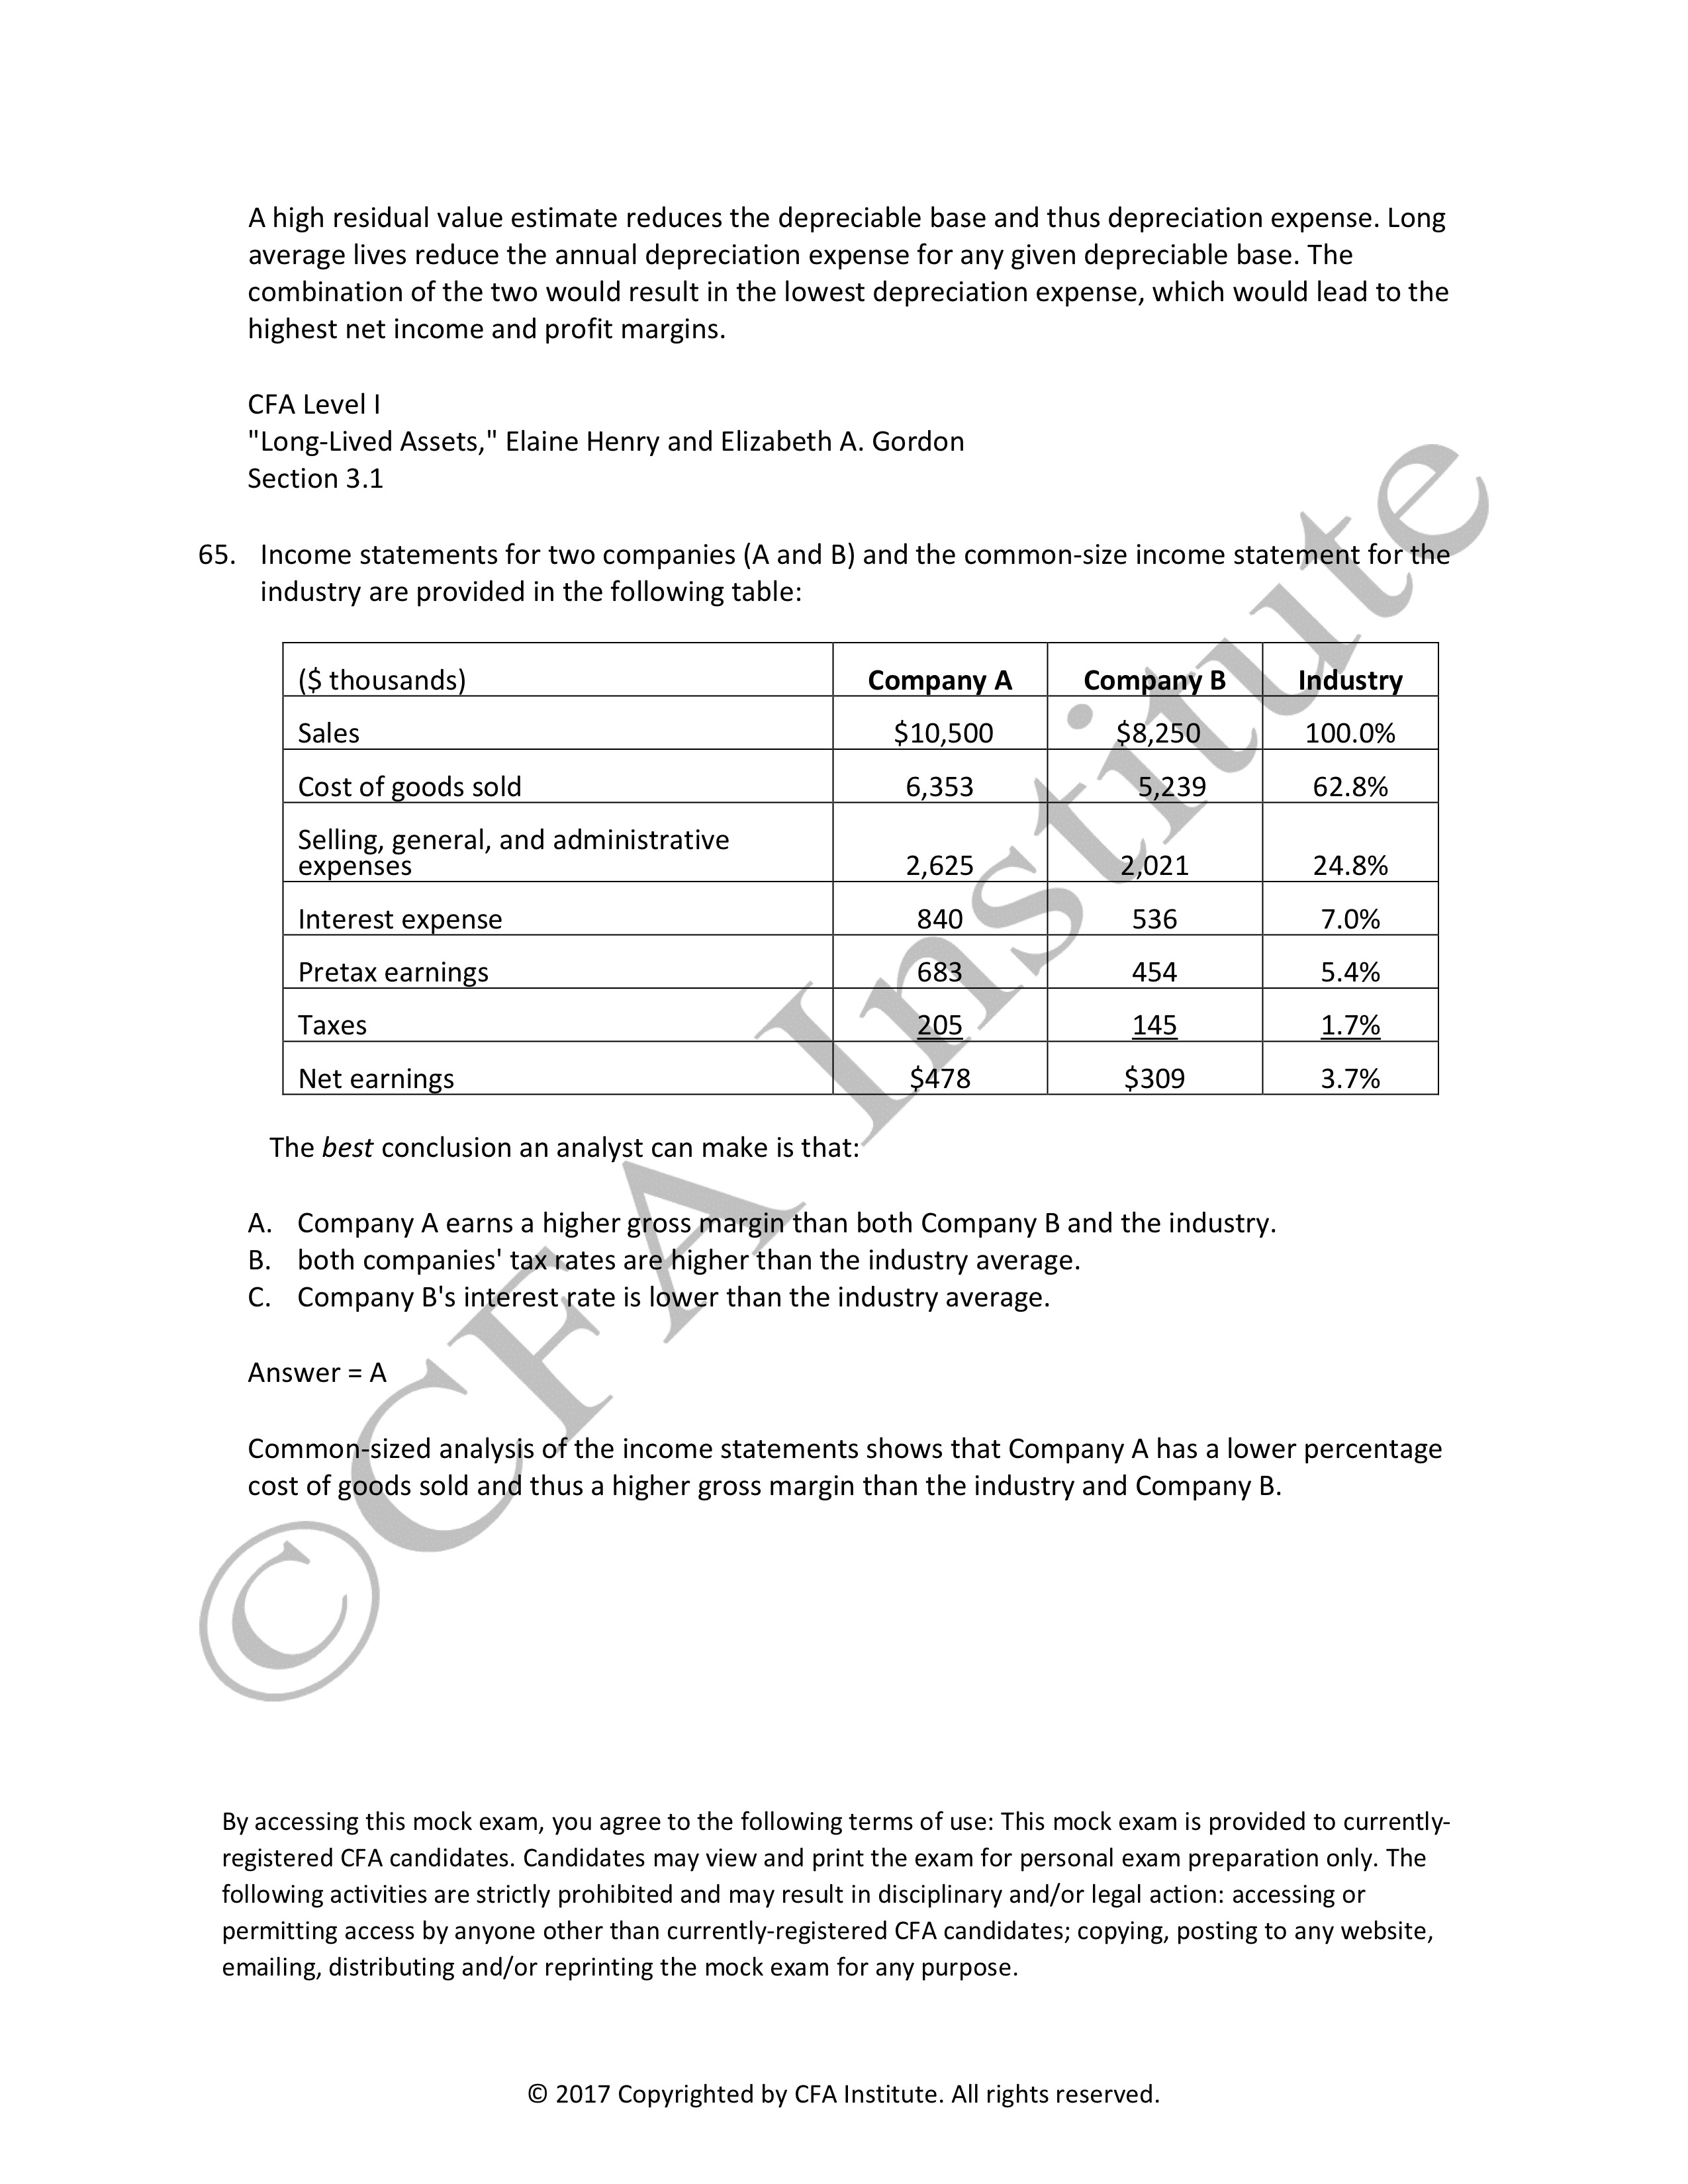 A high residual value estimate reduces the depreciable base and thus depreciation expense. Long
average lives reduce the annual depreciation expense for any given depreciable base. The
combination of the two would result in the lowest depreciation expense, which would lead to the
highest net income and profit margins.
CFA Level I
"Long-Lived Assets," Elaine Henry and Elizabeth A. Gordon
Section 3.1
65. Income statements for two companies (A and B) and the common-size income statement for the
industry are provided in the following table:
($ thousands) Company A Company B Industry
Sales $10,500 $8,250 100.0%
Cost of goods sold 6,353 5,239 62.8%
Selling, general, and administrative
expenses 2,625 2,021 24.8%
Interest expense 840 536 7.0%
Pretax earnings 683 454 5.4%
Taxes 205 145 1.7%
Net earnings $478 $309 3.7%
The best conclusion an analyst can make is that:
A. Company A earns a higher gross margin than both Company B and the industry.
B. both companies' tax rates are higher than the industry average.
C. Company B's interest rate is lower than the industry average.
Answer = A
Common-sized analysis of the income statements shows that Company A has a lower percentage
cost of goods sold and thus a higher gross margin than the industry and Company B.
© CFA Institute
By accessing this mock exam, you agree to the following terms of use: This mock exam is provided to currently-
registered CFA candidates. Candidates may view and print the exam for personal exam preparation only. The
following activities are strictly prohibited and may result in disciplinary and/or legal action: accessing or
permitting access by anyone other than currently-registered CFA candidates; copying, posting to any website,
emailing, distributing and/or reprinting the mock exam for any purpose.
© 2017 Copyrighted by CFA Institute. All rights reserved.